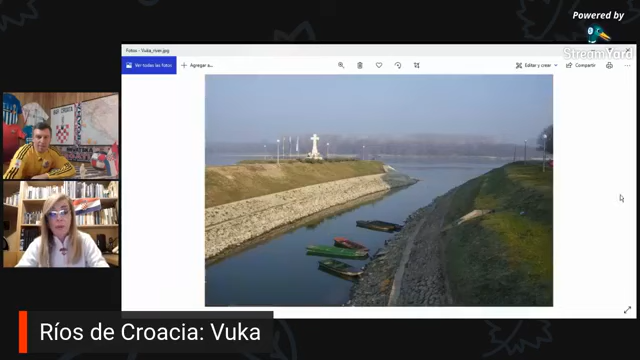 Powered by
StreamYard
Fotos - Vuka_river.jpg
Ver todas las fotos
Agregar a...
Editar y crear
Compartir
Ríos de Croacia: Vuka